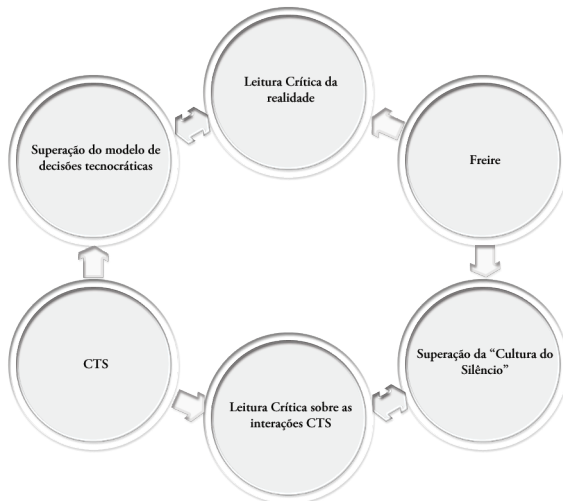 Leitura Crítica da
realidade
Superação do modelo de
decisões tecnocráticas
Freire
CTS
Superação da “Cultura do
Silêncio”
Leitura Crítica sobre as
interações CTS